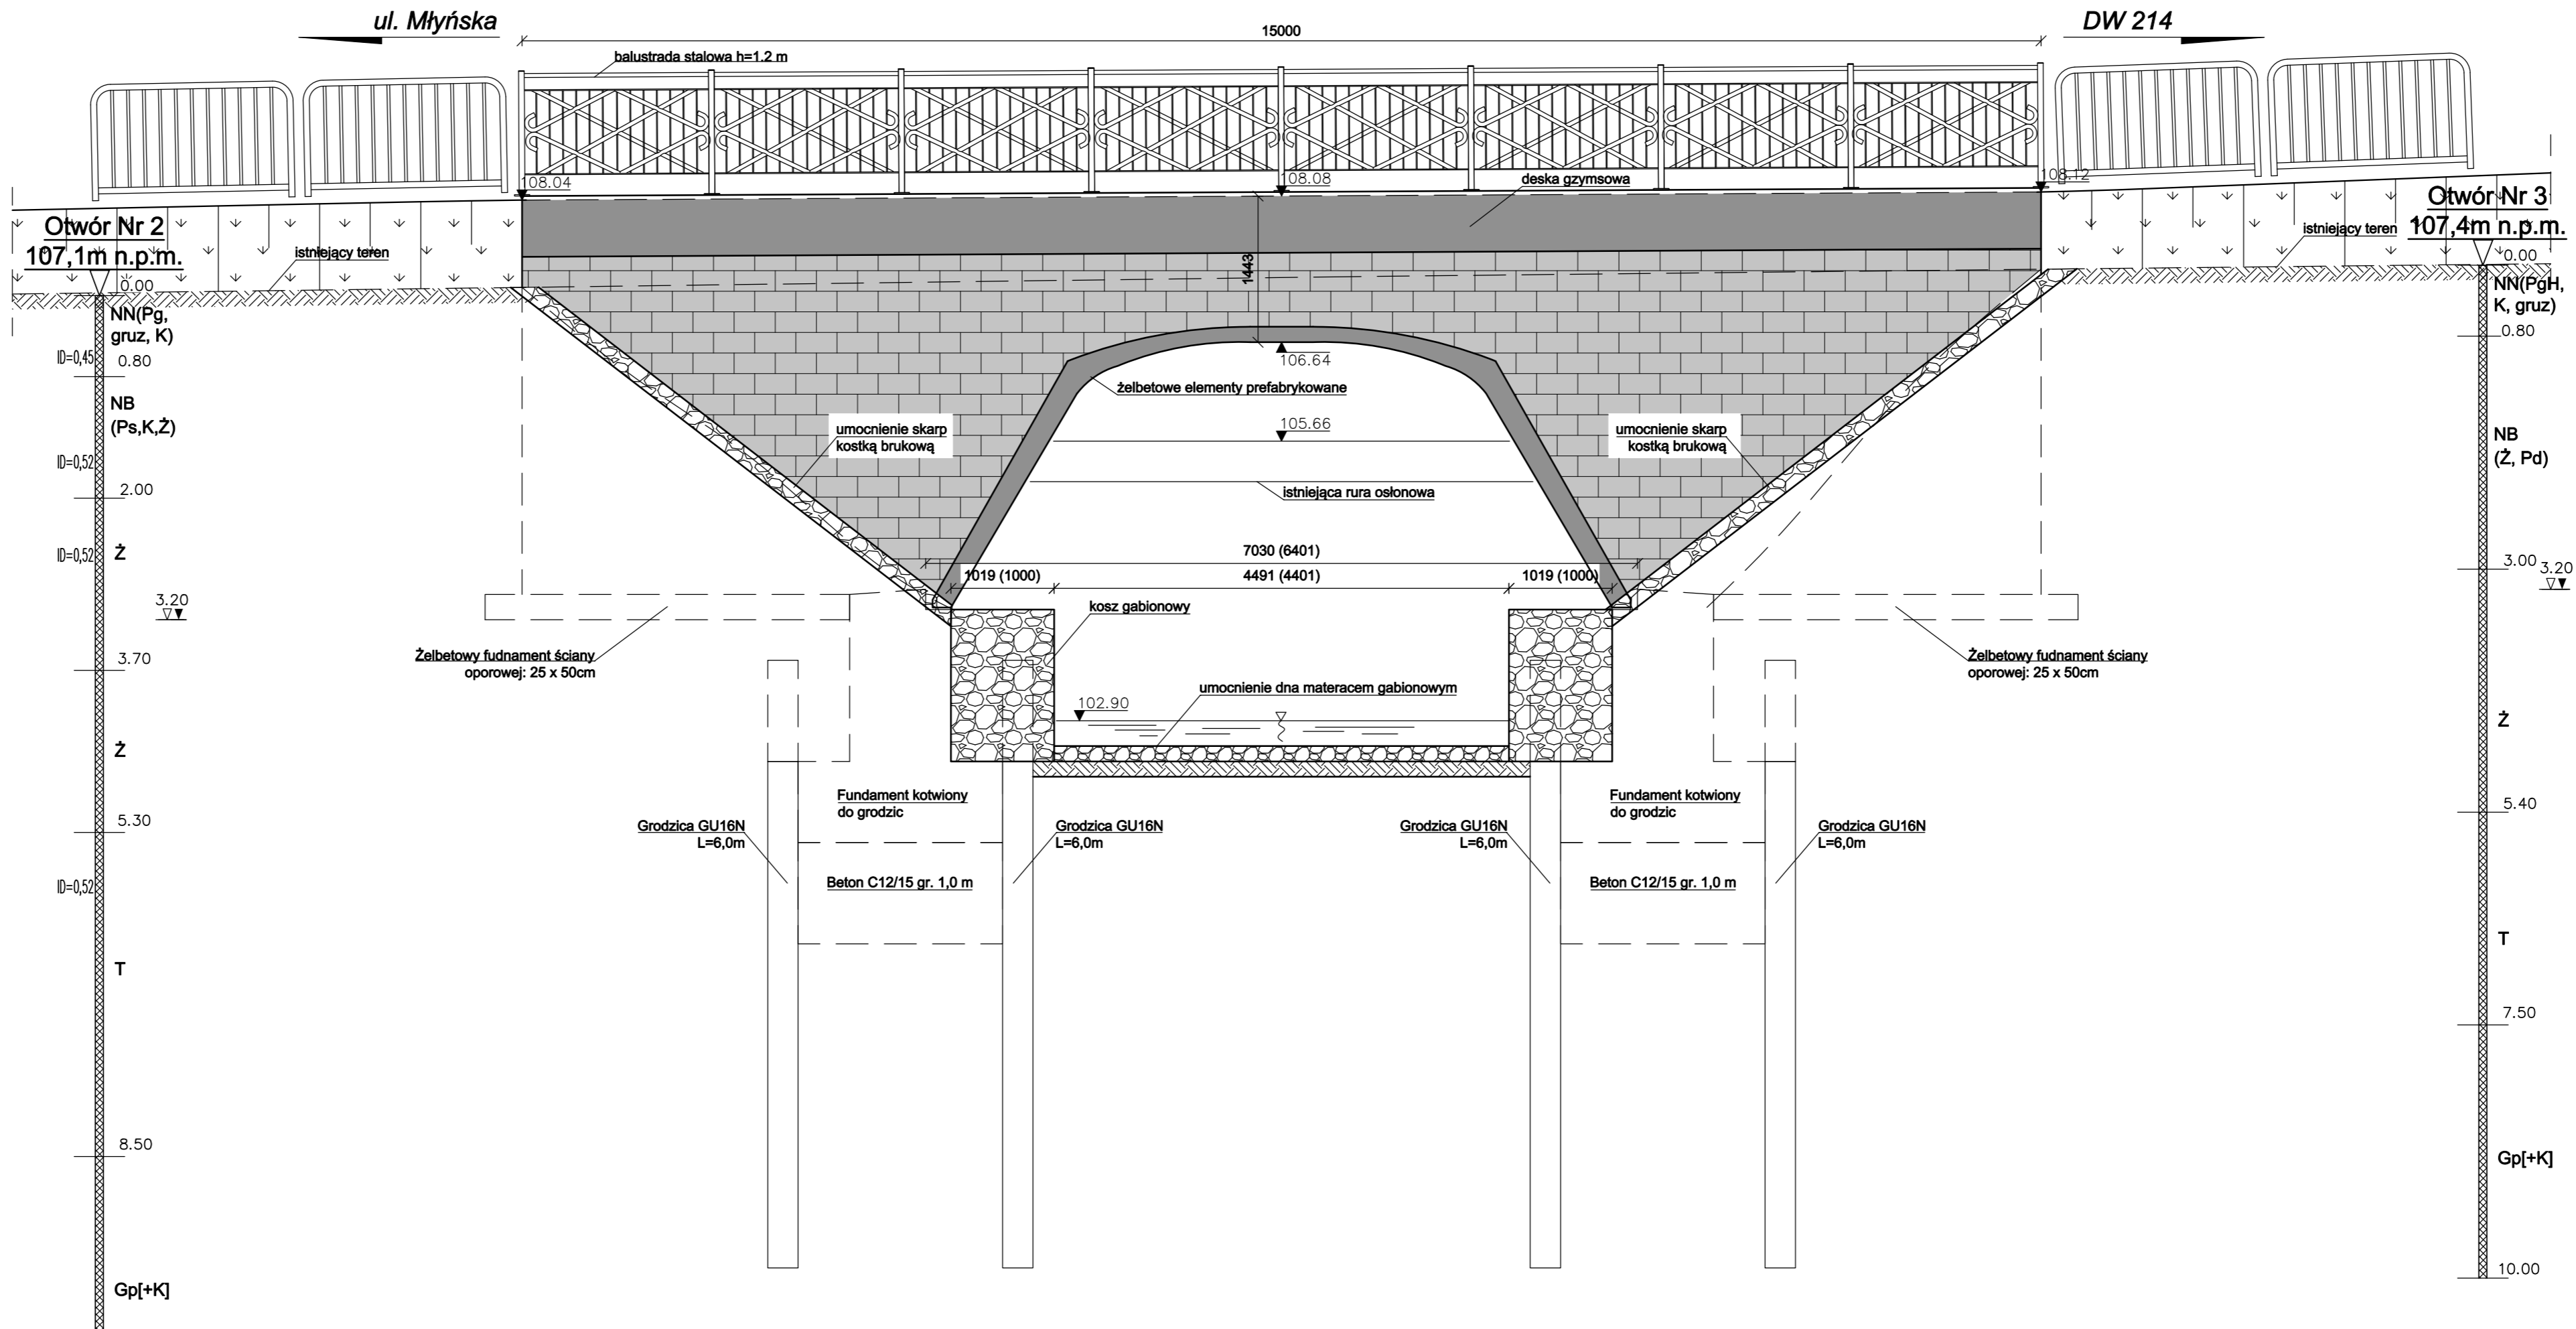 ul. Młyńska
15000
DW 214
balustrada stalowa h=1.2 m
108.04
108.08
108.12
deska gzymsowa
Otwór Nr 2
107,1m n.p.m.
0.00
istniejący teren
1443
istniejący teren
Otwór Nr 3
107,4m n.p.m.
0.00
NN(Pg,
gruz, K)
ID=0,45
0.80
NN(PgH,
K, gruz)
0.80
106.64
żelbetowe elementy prefabrykowane
NB
(Ps,K,Ż)
ID=0,52
2.00
umocnienie skarp
kostką brukową
105.66
umocnienie skarp
kostką brukową
NB
(Ż, Pd)
istniejąca rura osłonowa
ID=0,52
Ż
7030 (6401)
1019 (1000)
4491 (4401)
1019 (1000)
3.00
3.20
3.20
kosz gabionowy
Żelbetowy fudnament ściany
oporowej: 25 x 50cm
Żelbetowy fudnament ściany
oporowej: 25 x 50cm
3.70
umocnienie dna materacem gabionowym
102.90
Ż
Ż
Fundament kotwiony
do grodzic
Fundament kotwiony
do grodzic
5.30
5.40
Grodzica GU16N
L=6,0m
Grodzica GU16N
L=6,0m
Grodzica GU16N
L=6,0m
Grodzica GU16N
L=6,0m
ID=0,52
Beton C12/15 gr. 1,0 m
Beton C12/15 gr. 1,0 m
T
T
7.50
8.50
Gp[+K]
10.00
Gp[+K]